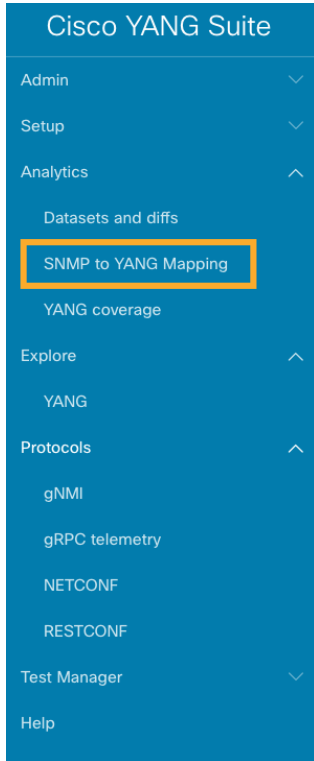 Cisco YANG Suite
Admin
Setup
Analytics
Datasets and diffs
SNMP to YANG Mapping
YANG coverage
Explore
YANG
Protocols
gNMI
gRPC telemetry
NETCONF
RESTCONF
Test Manager
Help